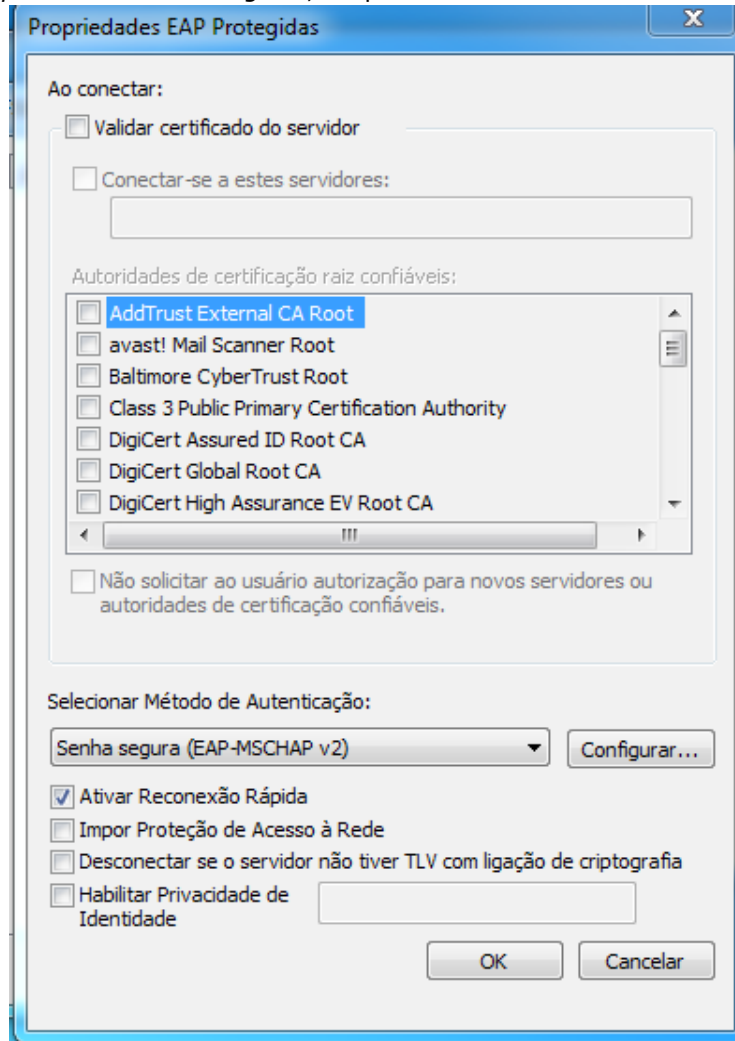 Propriedades EAP Protegidas
Ao conectar:
Validar certificado do servidor
Conectar-se a estes servidores:
Autoridades de certificação raiz confiáveis:
AddTrust External CA Root
avast! Mail Scanner Root
Baltimore CyberTrust Root
Class 3 Public Primary Certification Authority
DigiCert Assured ID Root CA
DigiCert Global Root CA
DigiCert High Assurance EV Root CA
Não solicitar ao usuário autorização para novos servidores ou
autoridades de certificação confiáveis.
Selecionar Método de Autenticação:
Senha segura (EAP-MSCHAP v2)
Configurar...
Ativar Reconexão Rápida
Impor Proteção de Acesso à Rede
Desconectar se o servidor não tiver TLV com ligação de criptografia
Habilitar Privacidade de
Identidade
OK
Cancelar